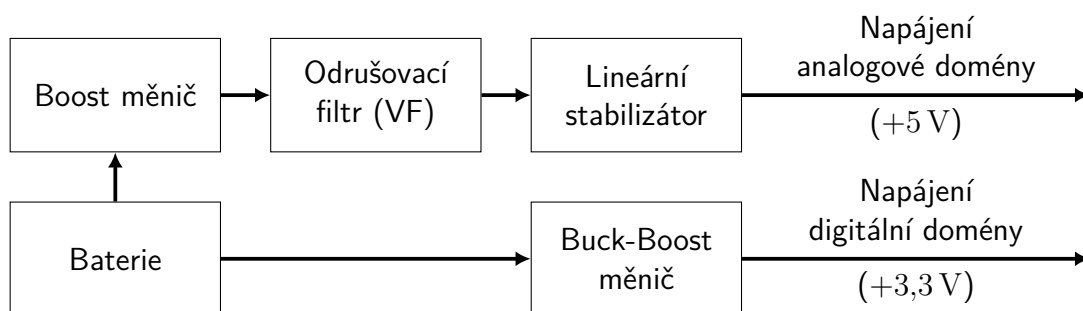 Boost měnič
Odrušovací
filtr (VF)
Lineární
stabilizátor
Napájení
analogové domény
(+5 V)
Baterie
Buck-Boost
měnič
Napájení
digitální domény
(+3,3 V)